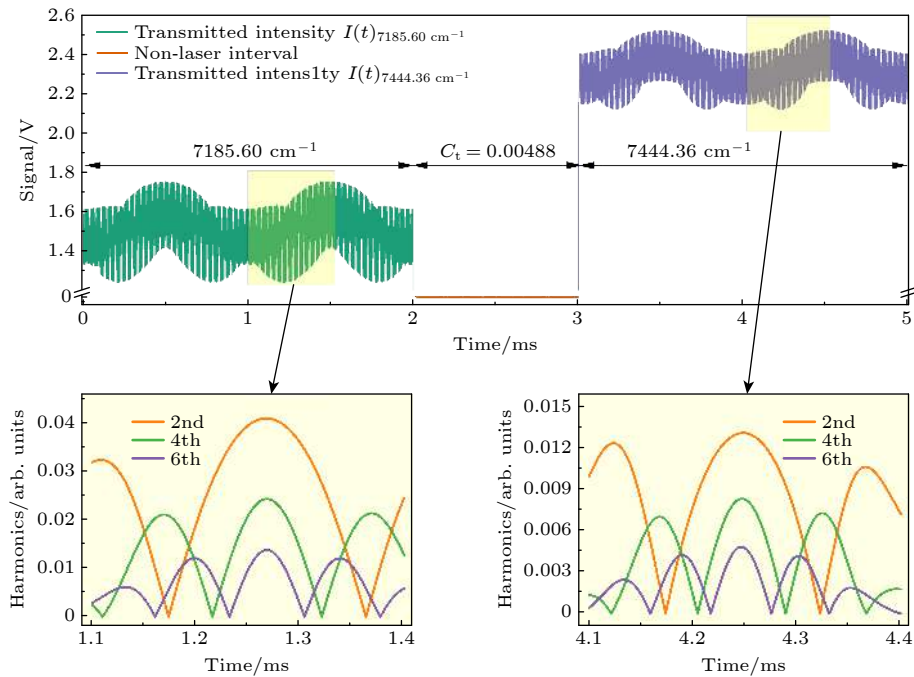 Transmitted intensity I(t)7185.60 cm⁻¹
Non-laser interval
Transmitted intens1ty I(t)7444.36 cm⁻¹
2.6
2.4
2.2
2.0
1.8
1.6
1.4
0
Signal/V
7185.60 cm⁻¹
Ct = 0.00488
7444.36 cm⁻¹
0 1 2 3 4 5
Time/ms
0.04
0.03
0.02
0.01
0
Harmonics/arb. units
2nd
4th
6th
1.1 1.2 1.3 1.4
Time/ms
0.015
0.012
0.009
0.006
0.003
0
Harmonics/arb. units
2nd
4th
6th
4.1 4.2 4.3 4.4
Time/ms